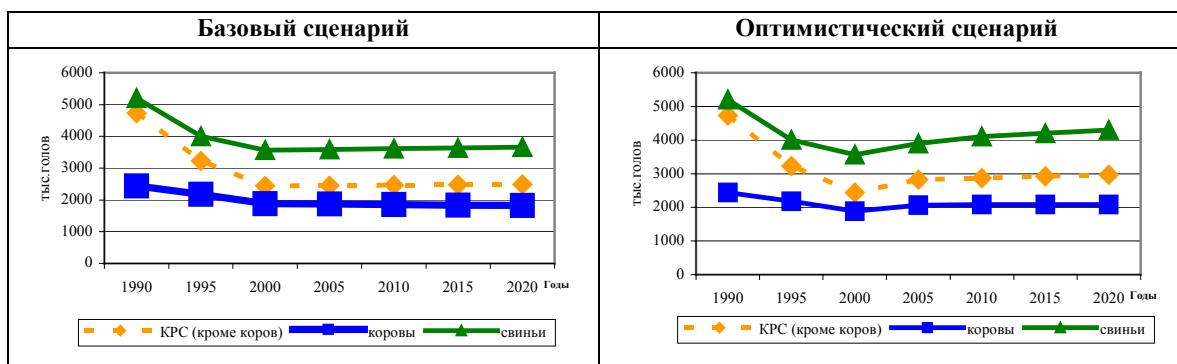 Базовый сценарий
Оптимистический сценарий
6000
5000
4000
3000
2000
1000
0
тыс.голов
1990 1995 2000 2005 2010 2015 2020 Годы
КРС (кроме коров) коровы свиньи
6000
5000
4000
3000
2000
1000
0
тыс.голов
1990 1995 2000 2005 2010 2015 2020 Годы
КРС (кроме коров) коровы свиньи